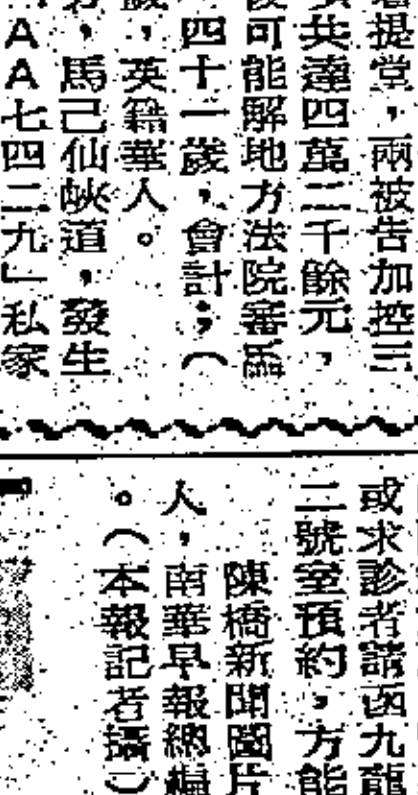 提堂，兩被告加控三
共達四萬二千餘元，
可能解地方法院審
四十一歲，會計；（
，英籍華人。
，馬己仙峽道，發生
AA七四二九」私家
或求診者請函九龍
二號室預約，方能
陳橋新聞圖片
人，南華早報總編
。（本報記者攝）